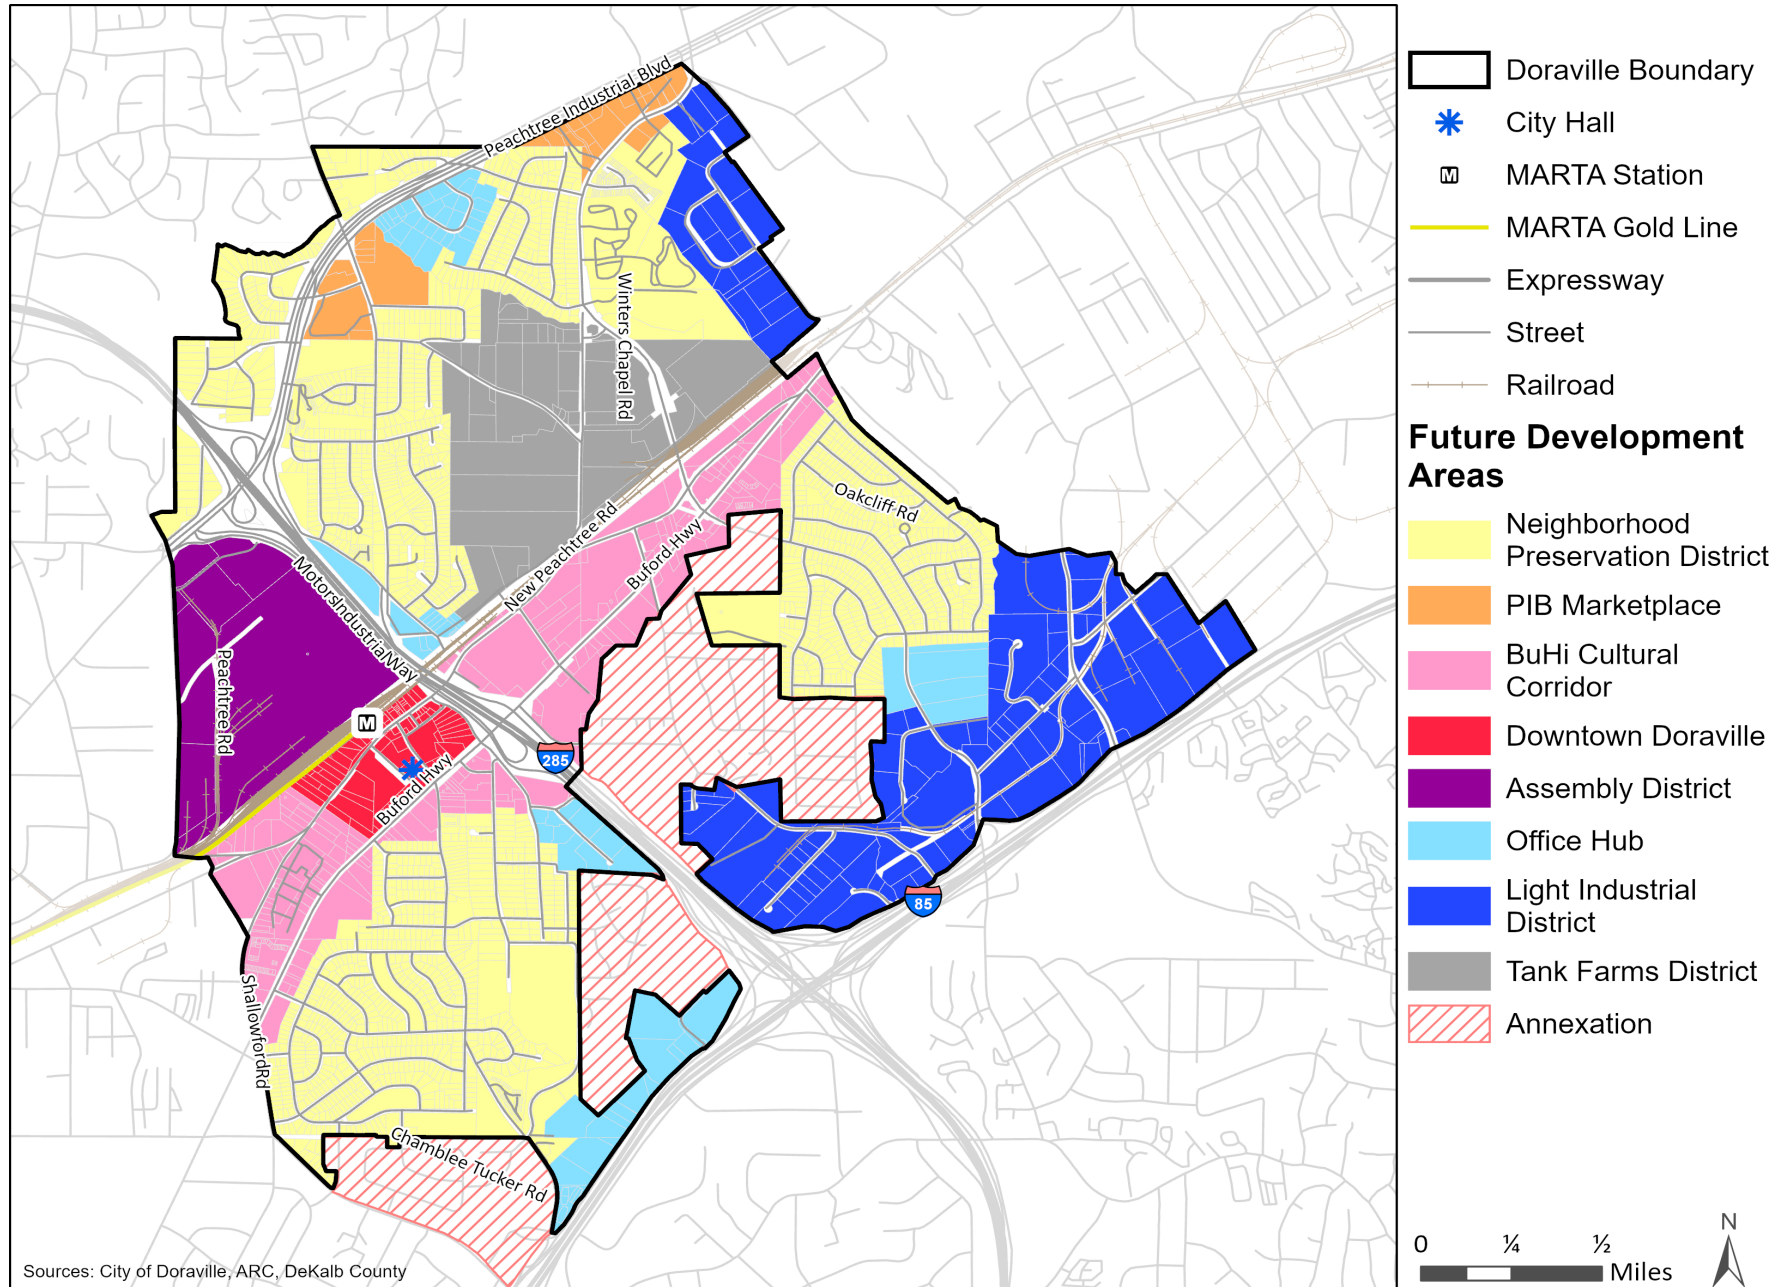 Peachtree Industrial Blvd
Winters Chapel Rd
Oakcliff Rd
New Peachtree Rd
Buford Hwy
MotorsIndustrialWay
Peachtree Rd
M
285
Buford Hwy
85
ShallowfordRd
Chamblee Tucker Rd
Sources: City of Doraville, ARC, DeKalb County
Doraville Boundary
City Hall
M
MARTA Station
MARTA Gold Line
Expressway
Street
Railroad
Future Development
Areas
Neighborhood
Preservation District
PIB Marketplace
BuHi Cultural
Corridor
Downtown Doraville
Assembly District
Office Hub
Light Industrial
District
Tank Farms District
Annexation
N
0 ¼ ½
Miles